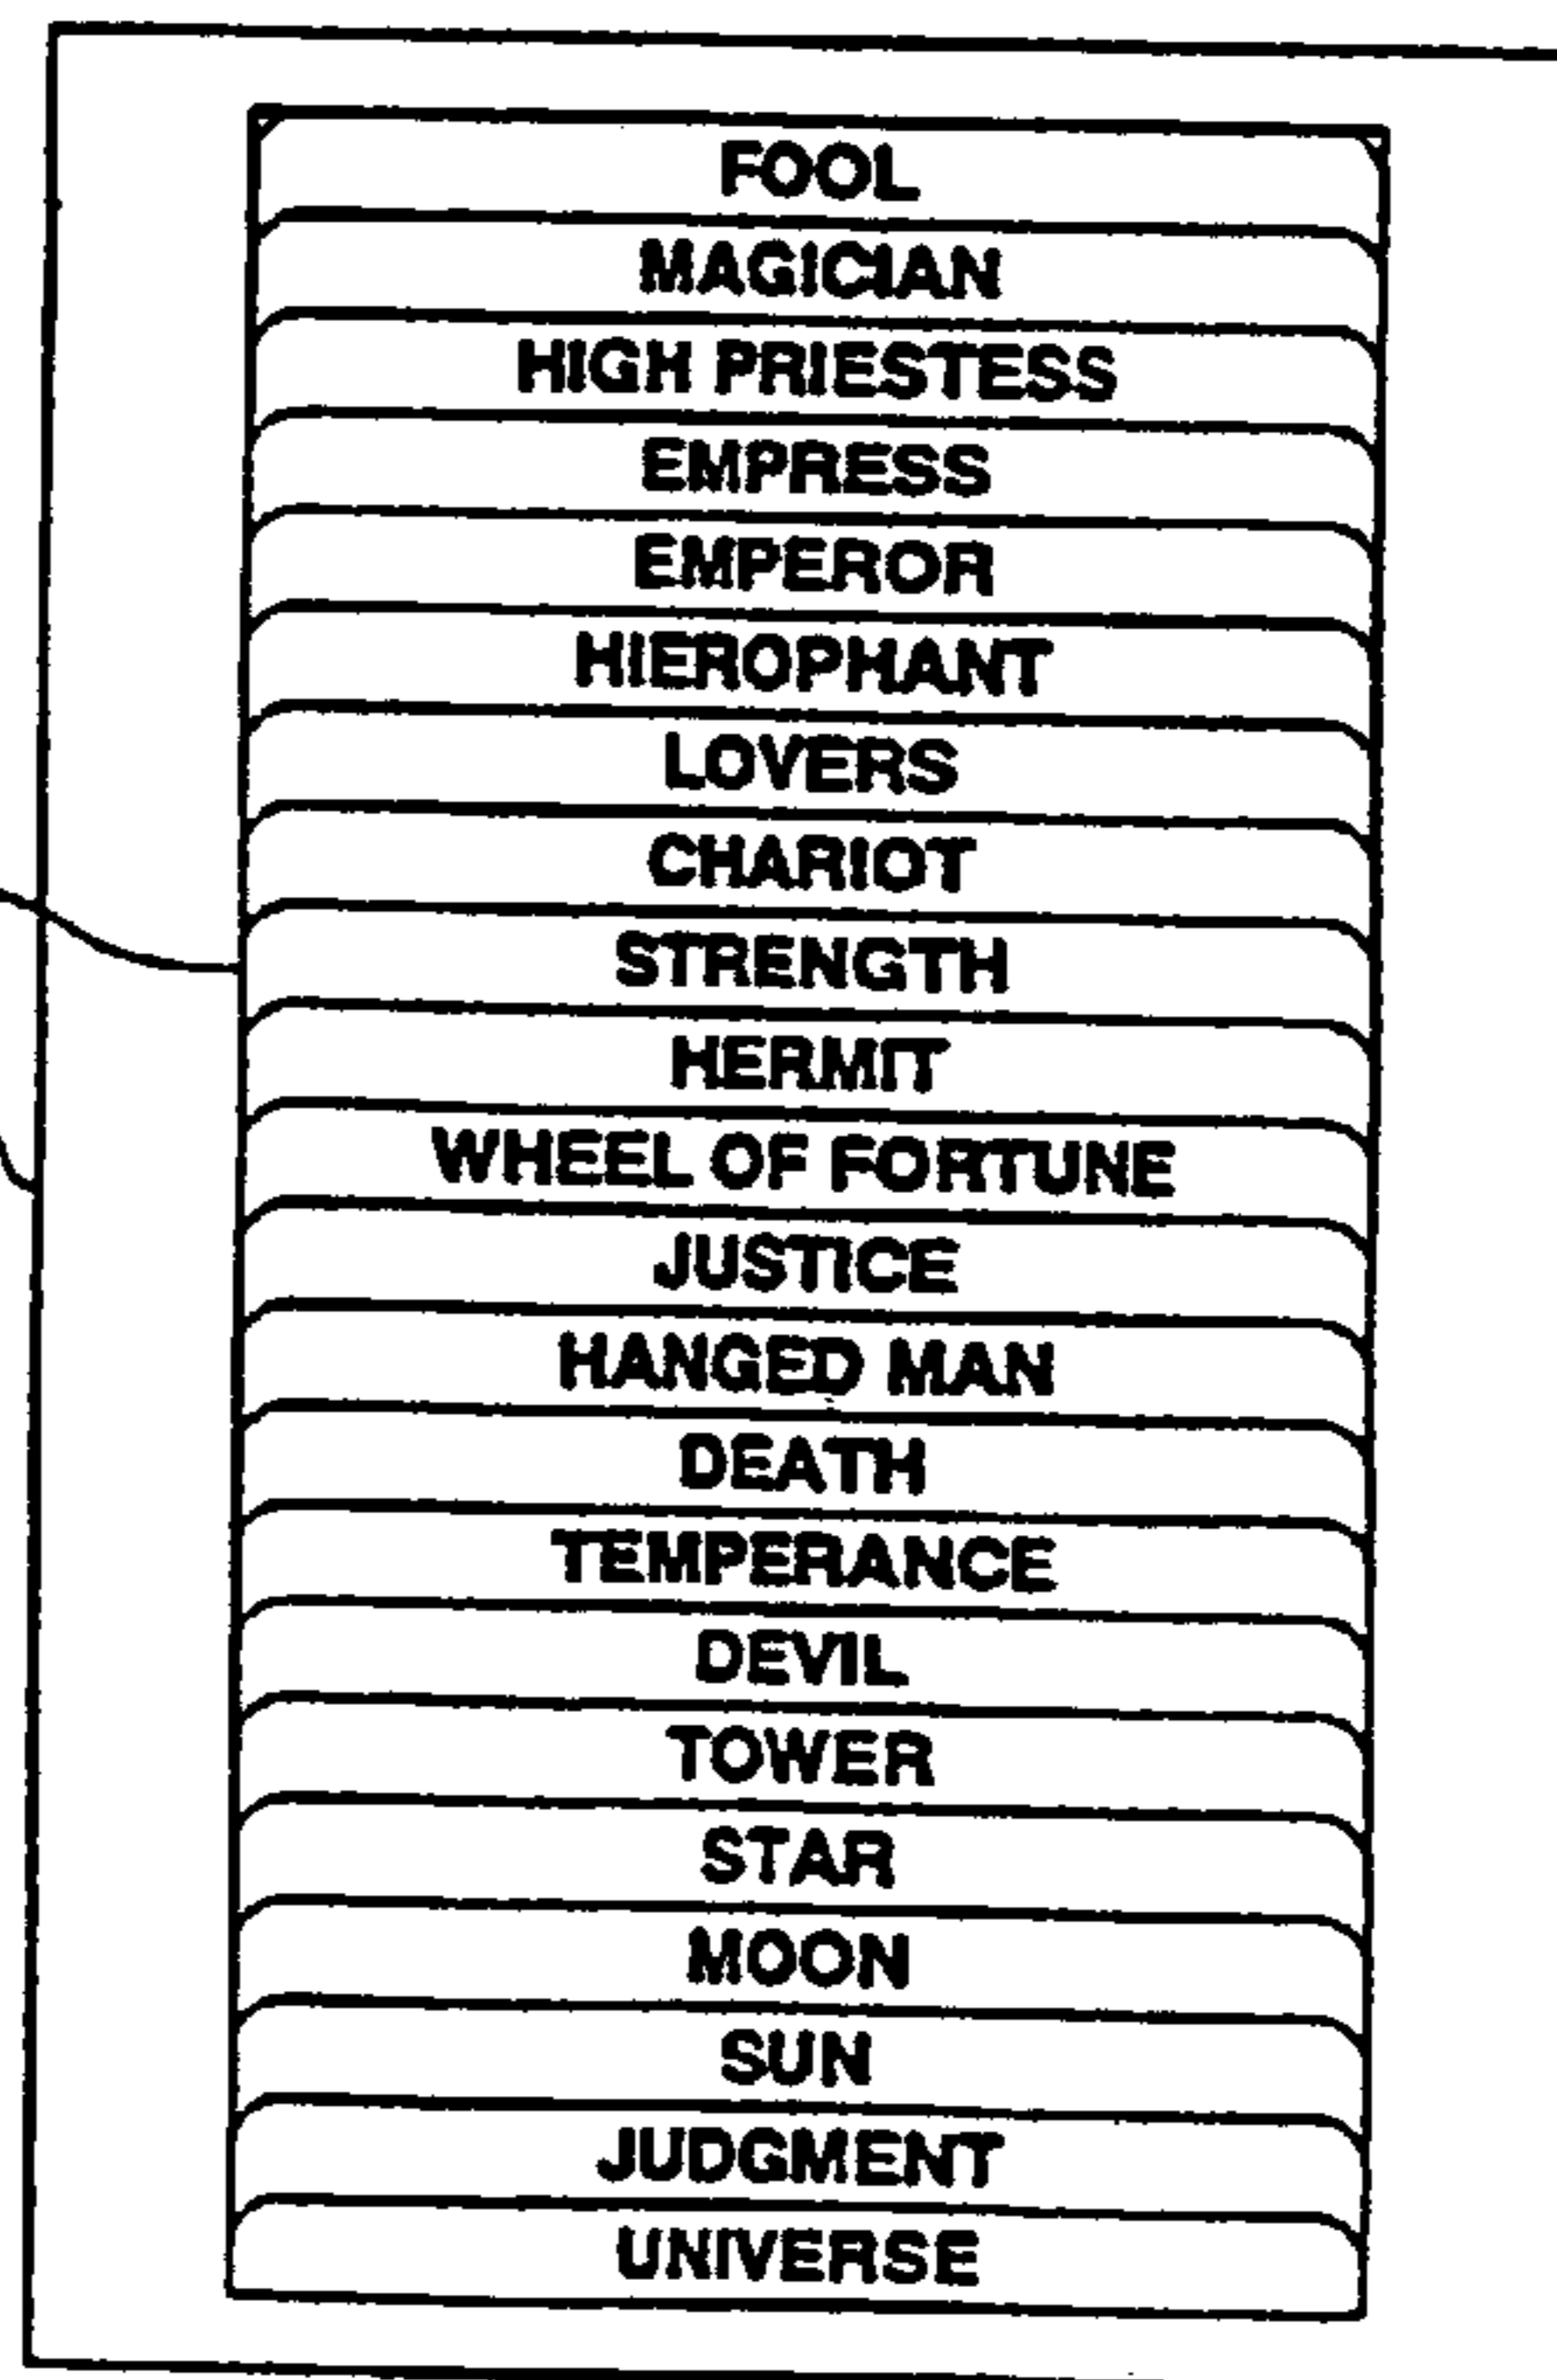 FOOL
MAGICIAN
HIGH PRIESTESS
EMPRESS
EMPEROR
HIEROPHANT
LOVERS
CHARIOT
STRENGTH
HERMIT
WHEEL OF FORTUNE
JUSTICE
HANGED MAN
DEATH
TEMPERANCE
DEVIL
TOWER
STAR
MOON
SUN
JUDGMENT
UNIVERSE